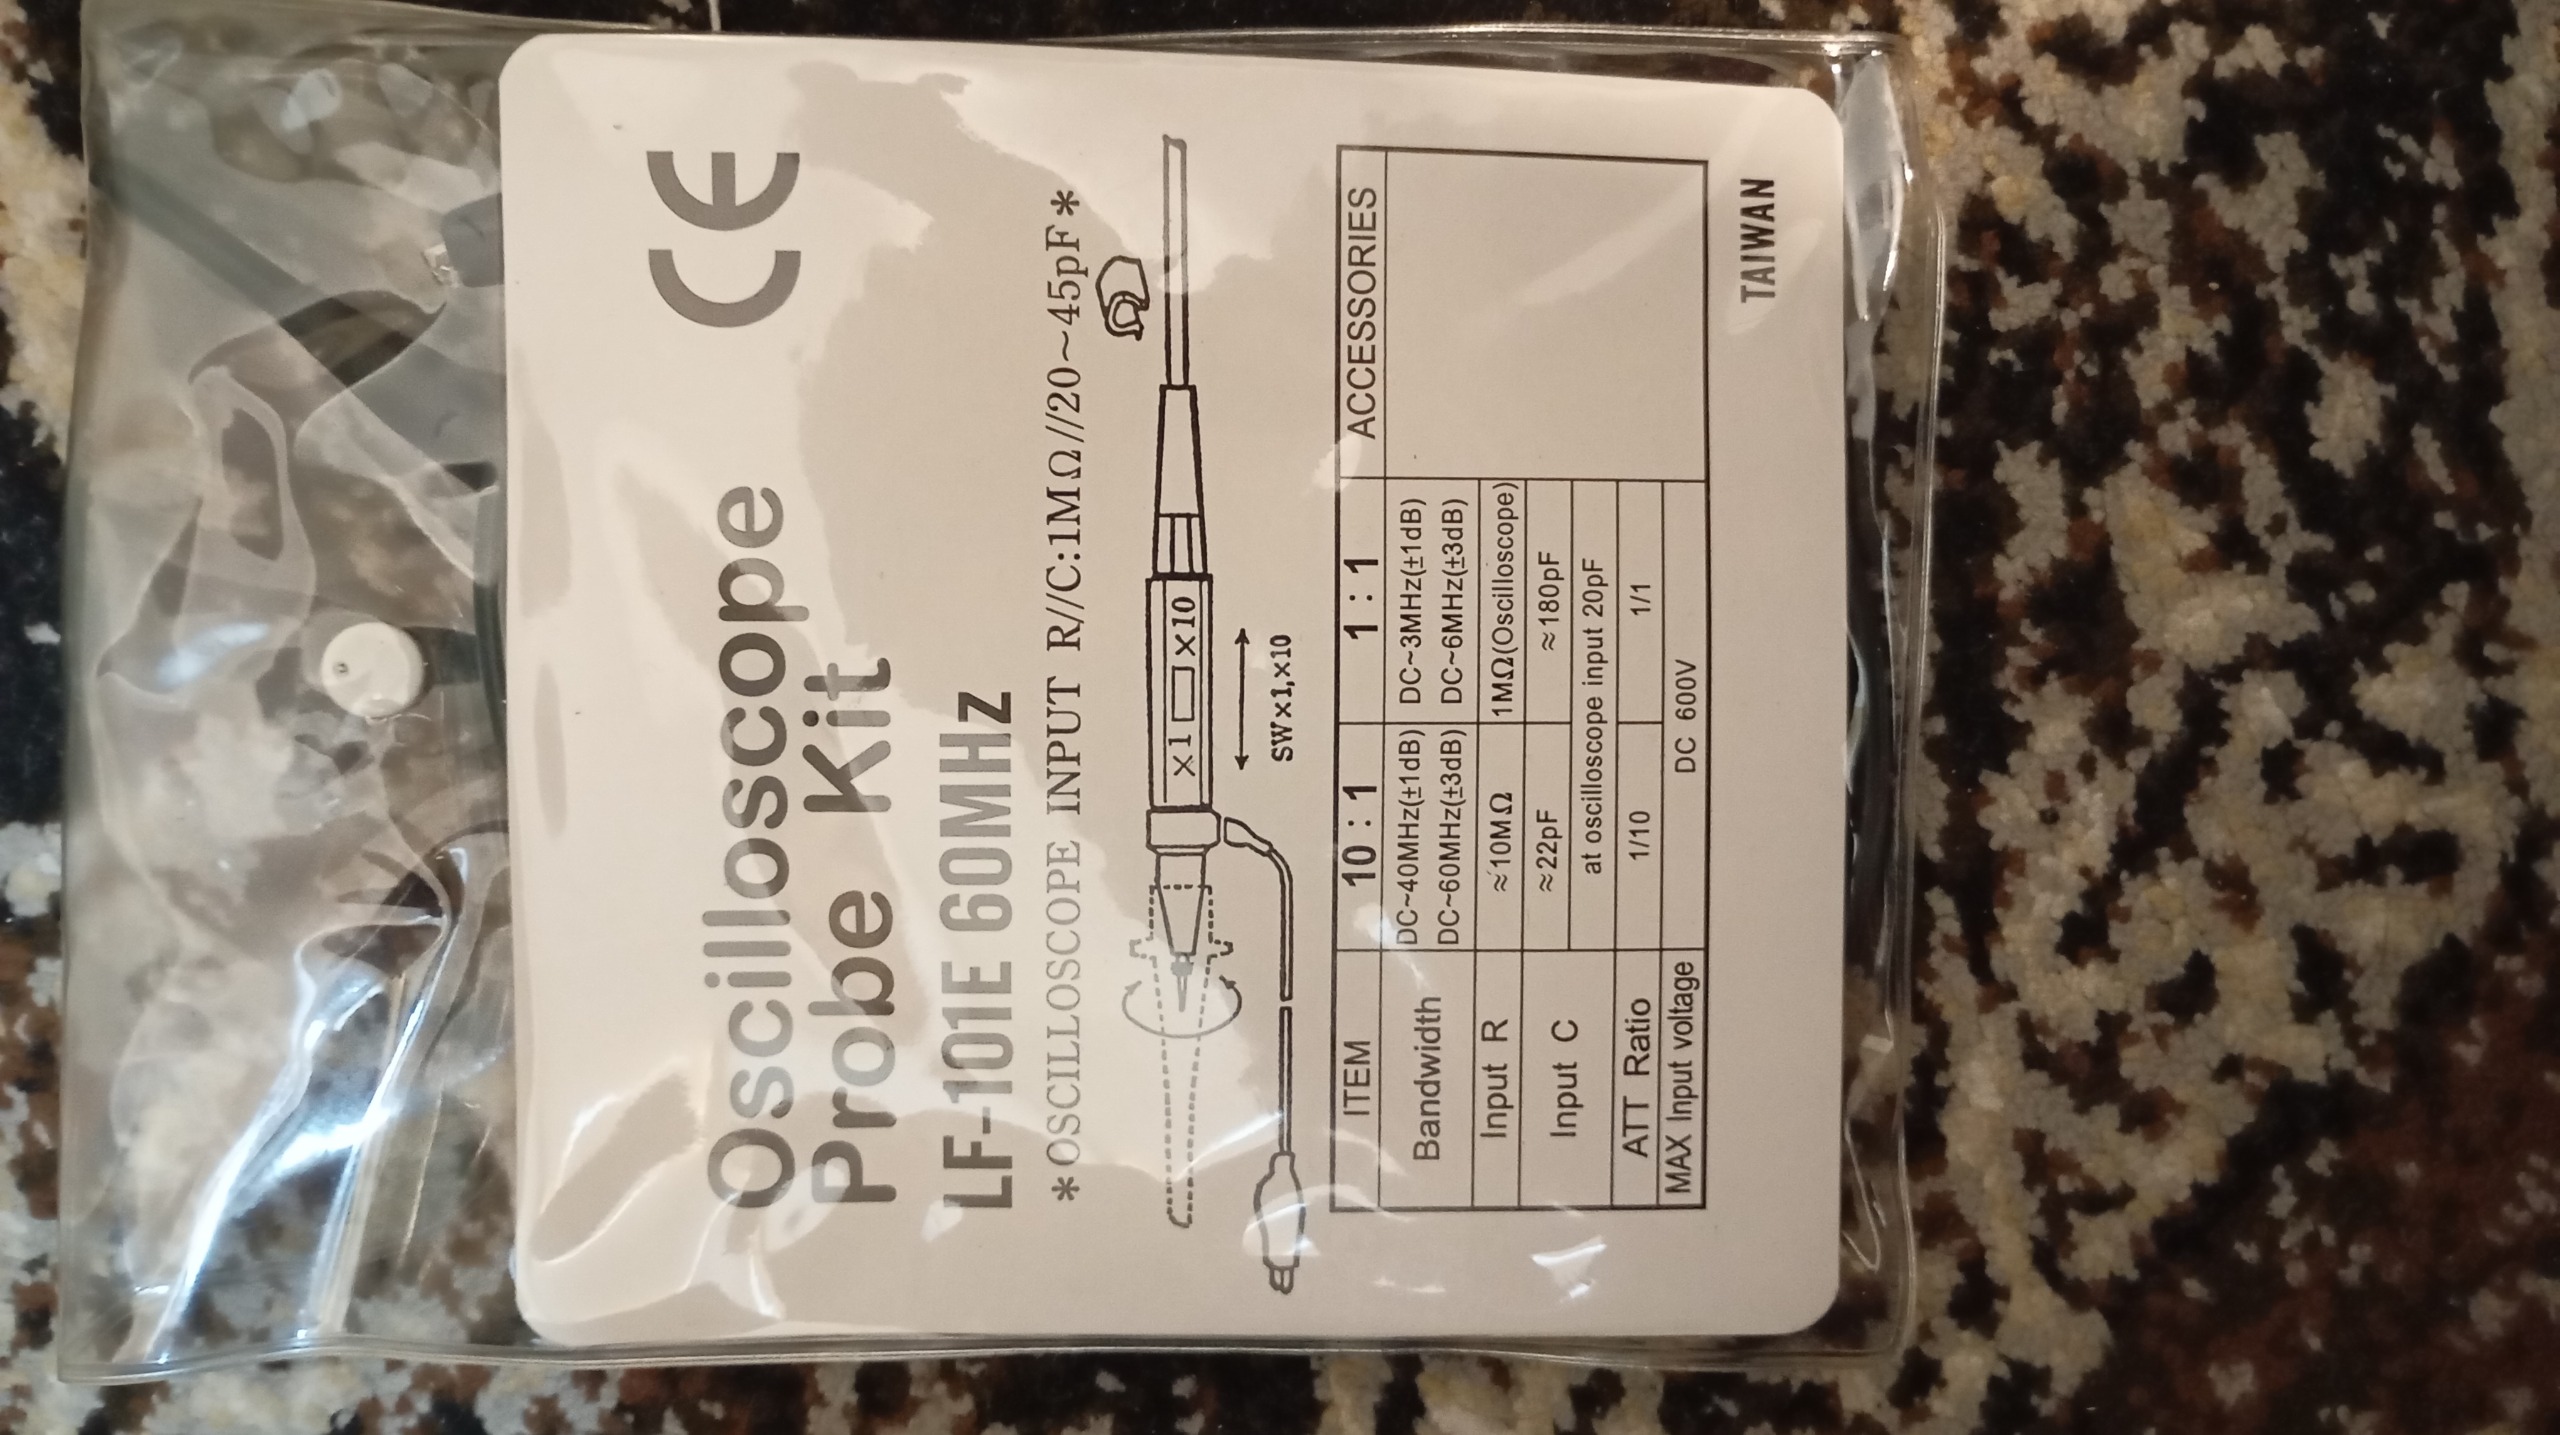 CE
Oscilloscope
Probe Kit
LF-101E 60MHz
*OSCILLOSCOPE INPUT R//C:1MΩ//20~45pF*
×1 ×10
SW×1,×10
ITEM 10 : 1 1 : 1 ACCESSORIES
Bandwidth DC~40MHz(±1dB) DC~3MHz(±1dB)
DC~60MHz(±3dB) DC~6MHz(±3dB)
Input R ≈10MΩ 1MΩ(Oscilloscope)
Input C ≈22pF ≈180pF
at oscilloscope input 20pF
ATT Ratio 1/10 1/1
MAX Input voltage DC 600V
TAIWAN